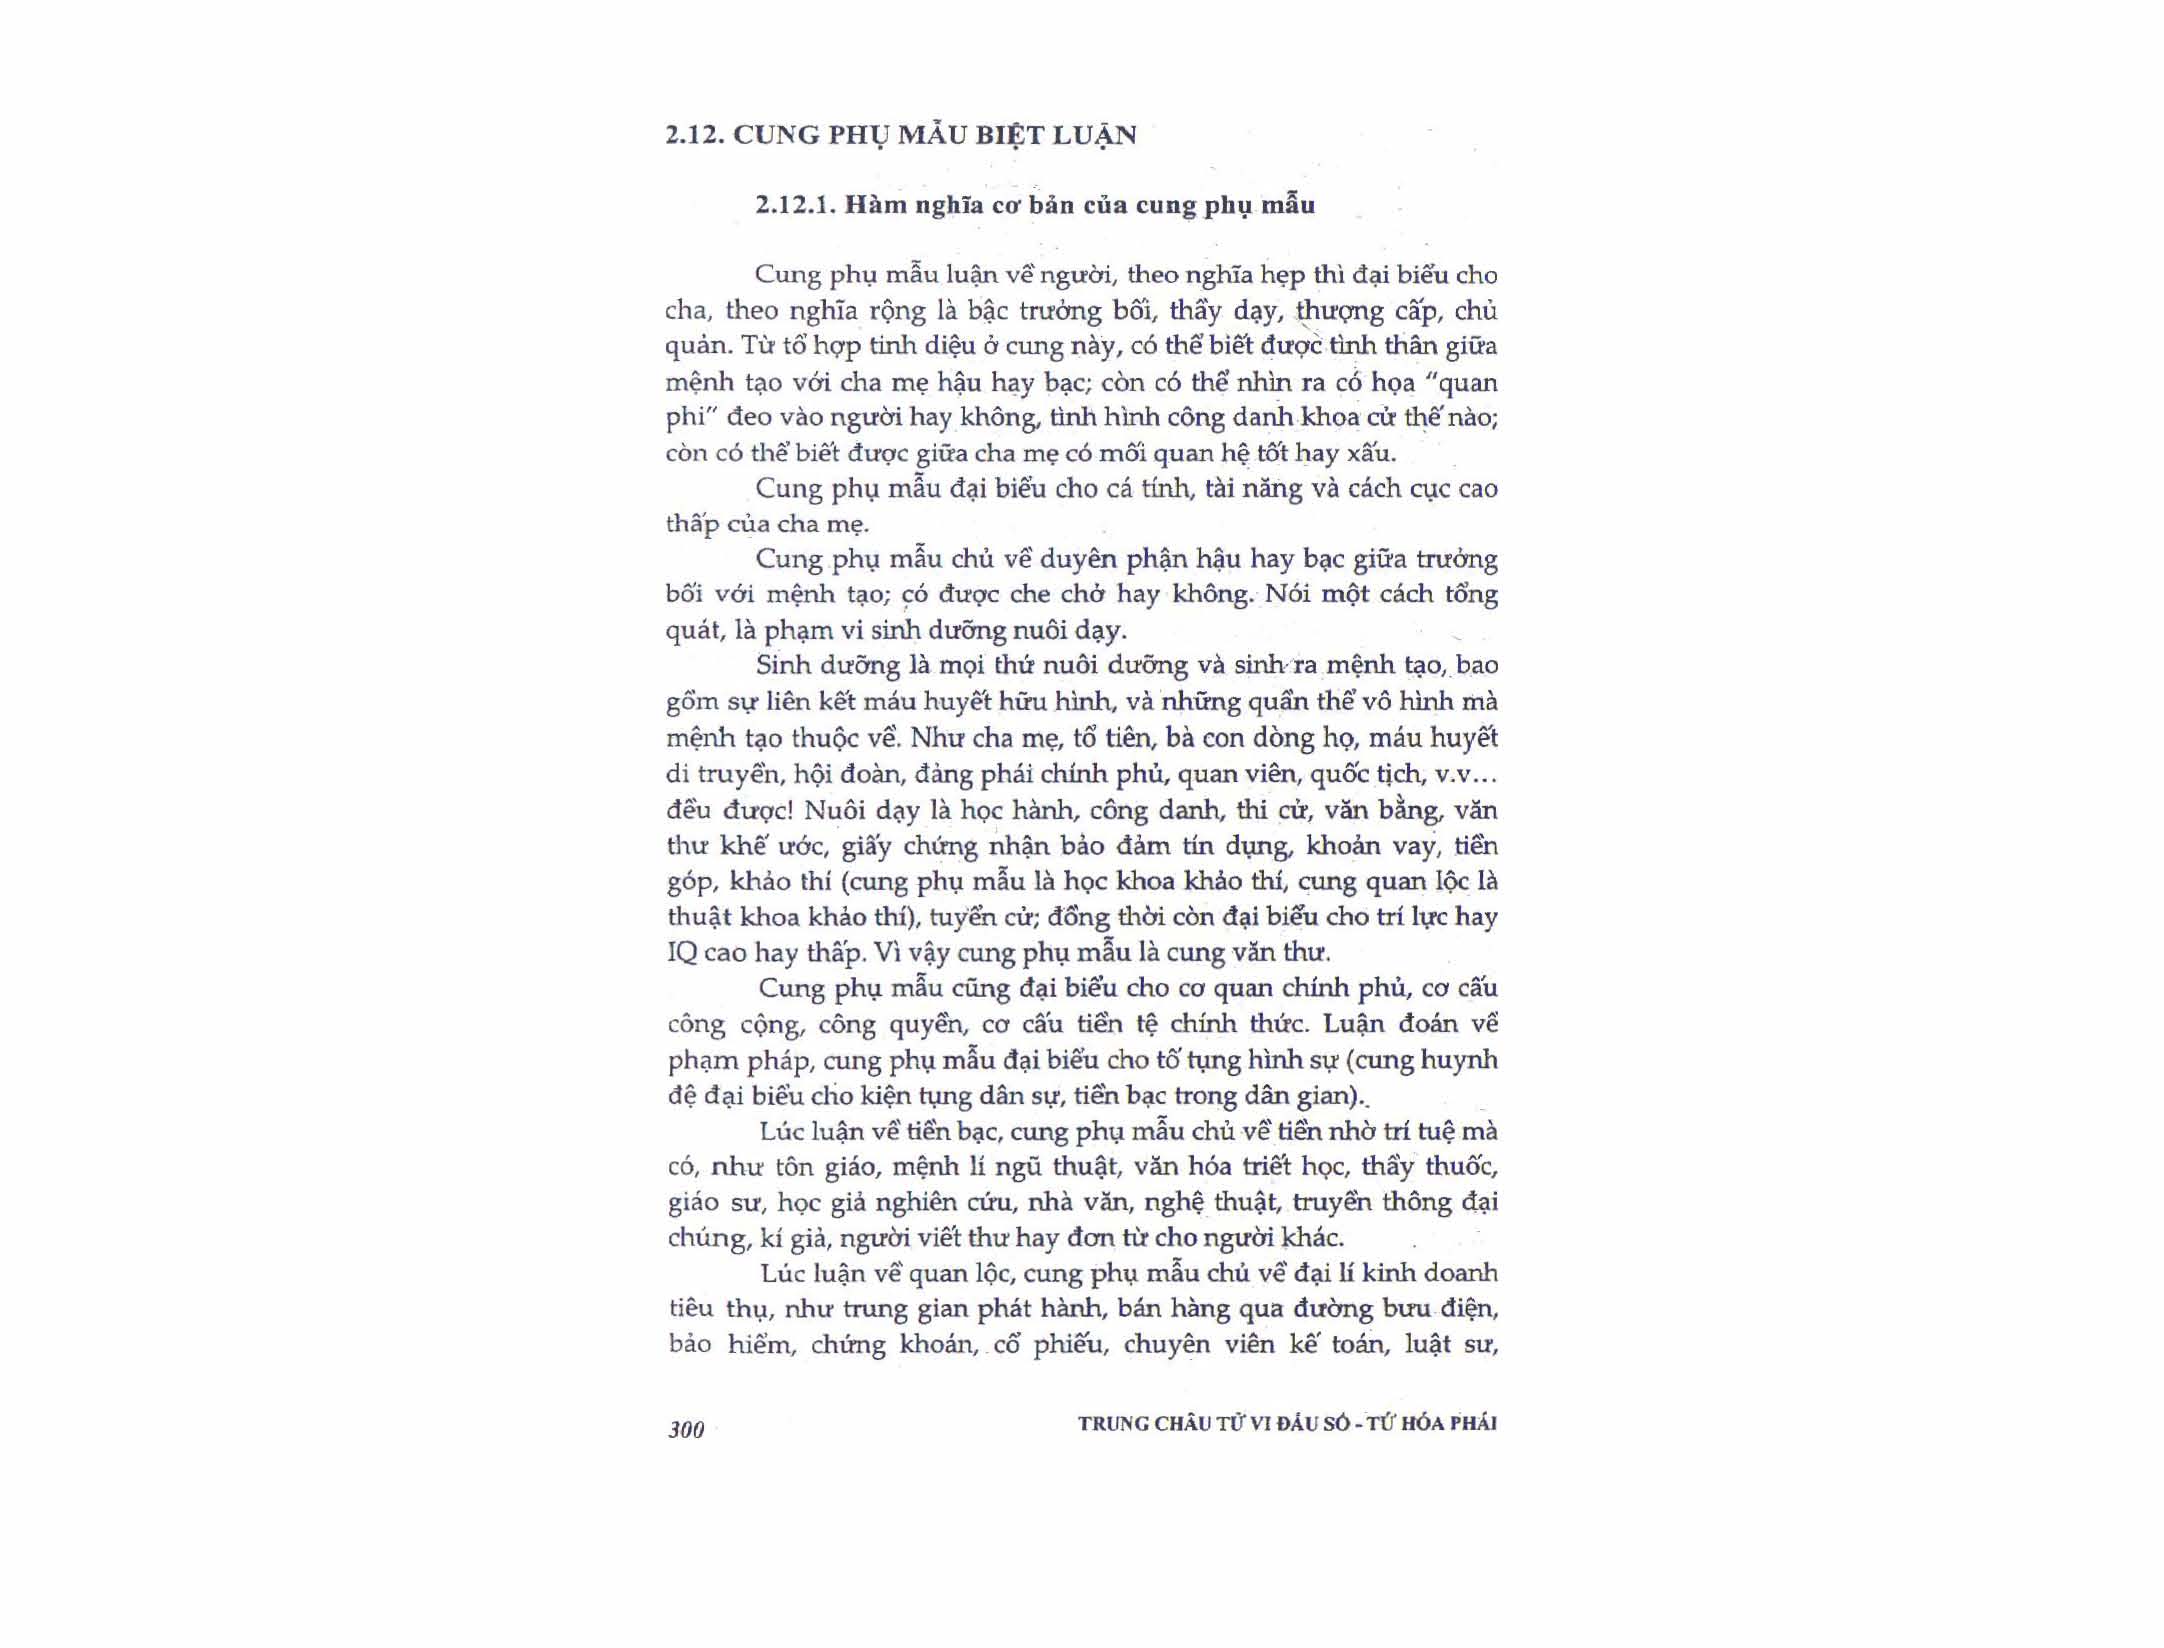 2.12. CUNG PHỤ MẪU BIỆT LUẬN
2.12.1. Hàm nghĩa cơ bản của cung phụ mẫu
Cung phụ mẫu luận về người, theo nghĩa hẹp thì đại biểu cho
cha, theo nghĩa rộng là bậc trưởng bối, thầy dạy, thượng cấp, chủ
quản. Từ tổ hợp tinh diệu ở cung này, có thể biết được tình thân giữa
mệnh tạo với cha mẹ hậu hay bạc; còn có thể nhìn ra có họa "quan
phi" đeo vào người hay không, tình hình công danh khoa cử thế nào;
còn có thể biết được giữa cha mẹ có mối quan hệ tốt hay xấu.
Cung phụ mẫu đại biểu cho cá tính, tài năng và cách cục cao
thấp của cha mẹ.
Cung phụ mẫu chủ về duyên phận hậu hay bạc giữa trưởng
bối với mệnh tạo; có được che chở hay không. Nói một cách tổng
quát, là phạm vi sinh dưỡng nuôi dạy.
Sinh dưỡng là mọi thứ nuôi dưỡng và sinh ra mệnh tạo, bao
gồm sự liên kết máu huyết hữu hình, và những quần thể vô hình mà
mệnh tạo thuộc về. Như cha mẹ, tổ tiên, bà con dòng họ, máu huyết
di truyền, hội đoàn, đảng phái chính phủ, quan viên, quốc tịch, v.v...
đều được! Nuôi dạy là học hành, công danh, thi cử, văn bằng, văn
thư khế ước, giấy chứng nhận bảo đảm tín dụng, khoản vay, tiền
góp, khảo thí (cung phụ mẫu là học khoa khảo thí, cung quan lộc là
thuật khoa khảo thí), tuyển cử; đồng thời còn đại biểu cho trí lực hay
IQ cao hay thấp. Vì vậy cung phụ mẫu là cung văn thư.
Cung phụ mẫu cũng đại biểu cho cơ quan chính phủ, cơ cấu
công cộng, công quyền, cơ cấu tiền tệ chính thức. Luận đoán về
phạm pháp, cung phụ mẫu đại biểu cho tố tụng hình sự (cung huynh
đệ đại biểu cho kiện tụng dân sự, tiền bạc trong dân gian).
Lúc luận về tiền bạc, cung phụ mẫu chủ về tiền nhờ trí tuệ mà
có, như tôn giáo, mệnh lí ngũ thuật, văn hóa triết học, thầy thuốc,
giáo sư, học giả nghiên cứu, nhà văn, nghệ thuật, truyền thông đại
chúng, kí giả, người viết thư hay đơn từ cho người khác.
Lúc luận về quan lộc, cung phụ mẫu chủ về đại lí kinh doanh
tiêu thụ, như trung gian phát hành, bán hàng qua đường bưu điện,
bảo hiểm, chứng khoán, cổ phiếu, chuyên viên kế toán, luật sư,
300
TRUNG CHÂU TỬ VI ĐẨU SỐ - TỨ HÓA PHÁI